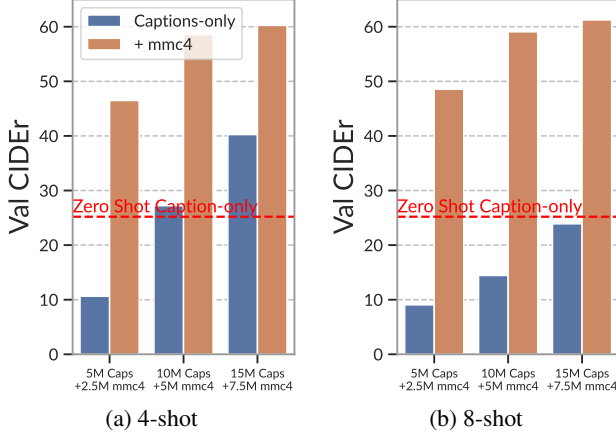 Captions-only
+ mmc4
Val CIDEr
60
50
40
30
20
10
0
Zero Shot Caption-only
5M Caps
+2.5M mmc4
10M Caps
+5M mmc4
15M Caps
+7.5M mmc4
(a) 4-shot
Val CIDEr
60
50
40
30
20
10
0
Zero Shot Caption-only
5M Caps
+2.5M mmc4
10M Caps
+5M mmc4
15M Caps
+7.5M mmc4
(b) 8-shot